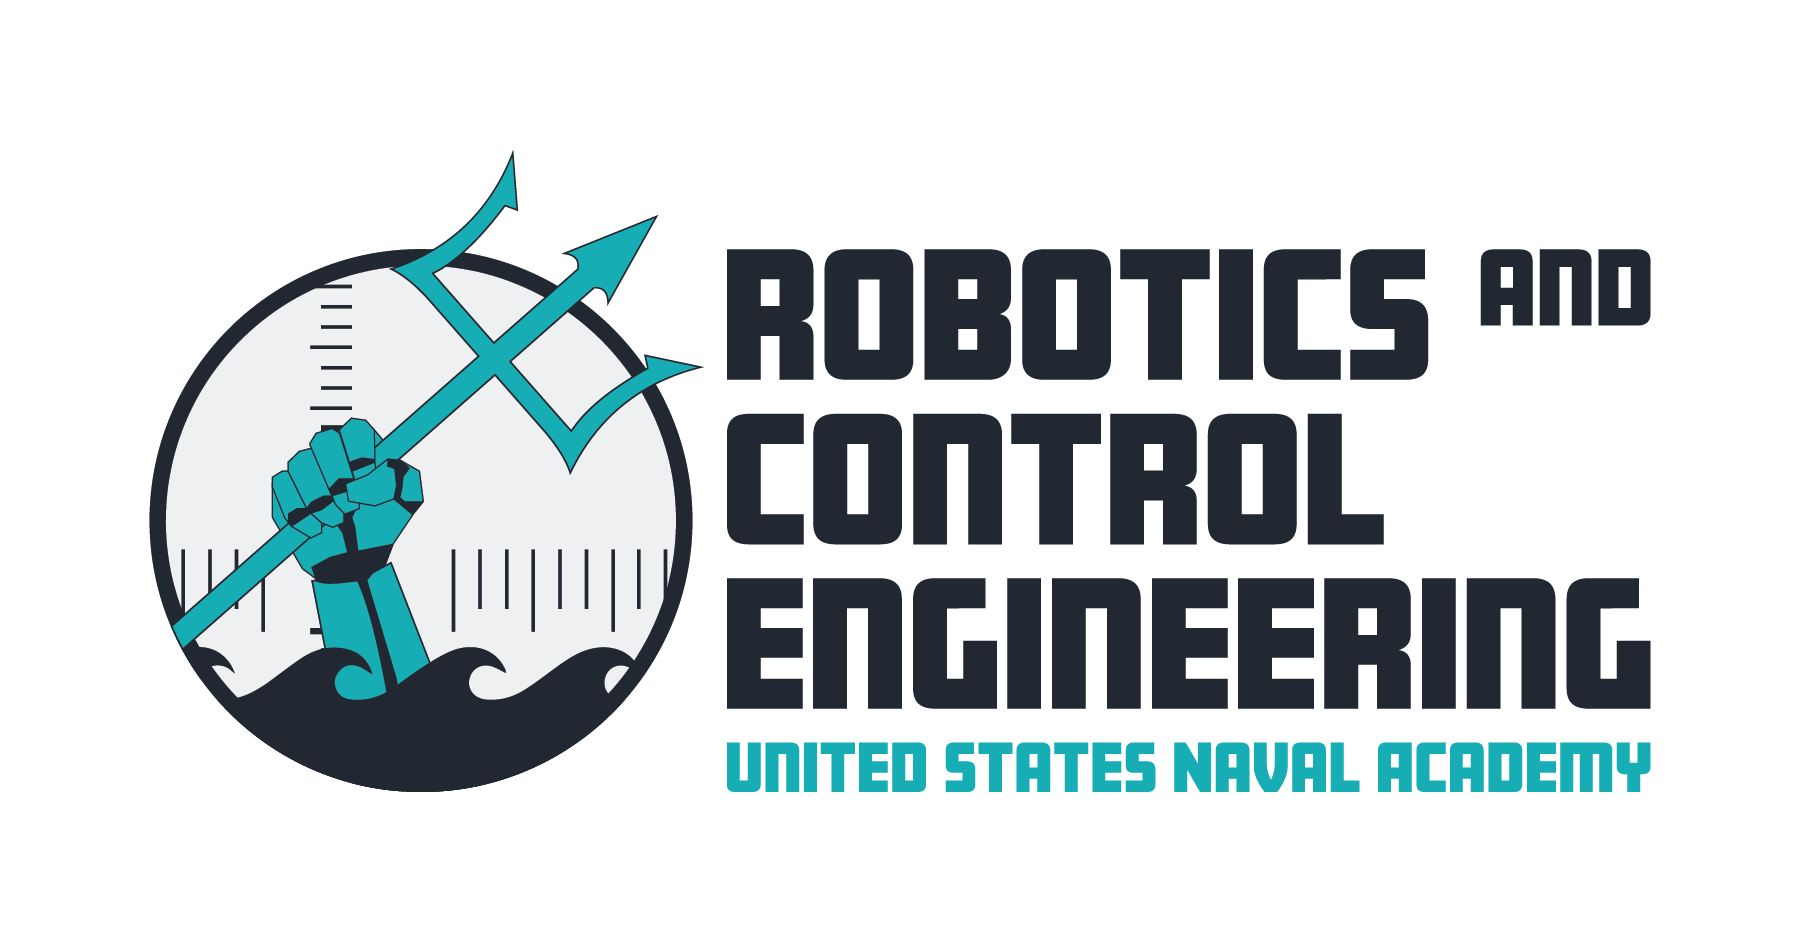 ROBOTICS AND
CONTROL
ENGINEERING
UNITED STATES NAVAL ACADEMY